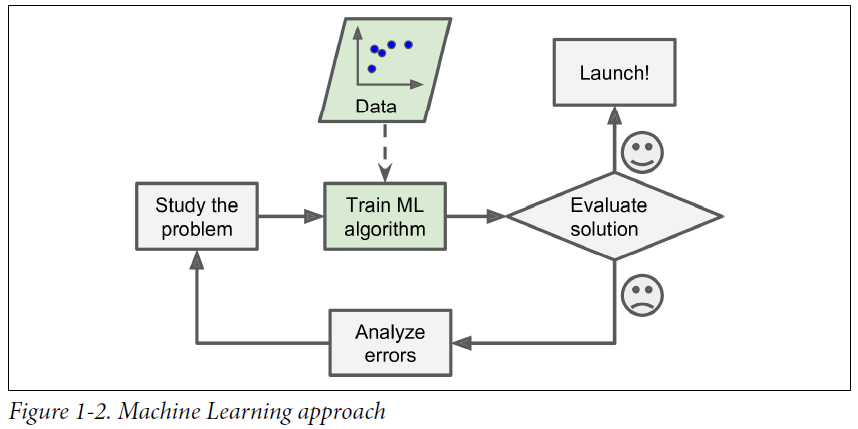 Data
Launch!
Study the
problem
Train ML
algorithm
Evaluate
solution
Analyze
errors
Figure 1-2. Machine Learning approach